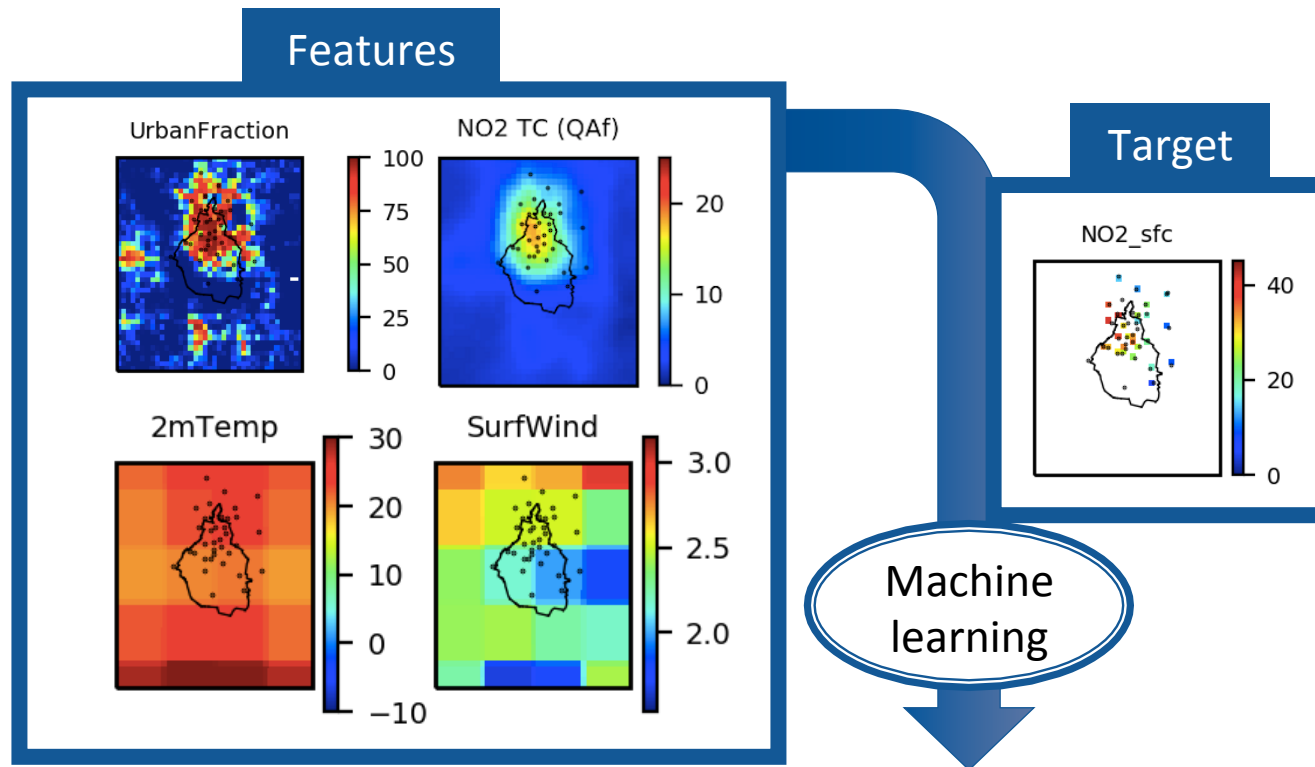 Features
UrbanFraction
100
75
50
25
0
NO2 TC (QAf)
20
10
0
2mTemp
30
20
10
0
−10
SurfWind
3.0
2.5
2.0
Target
NO2_sfc
40
20
0
Machine
learning